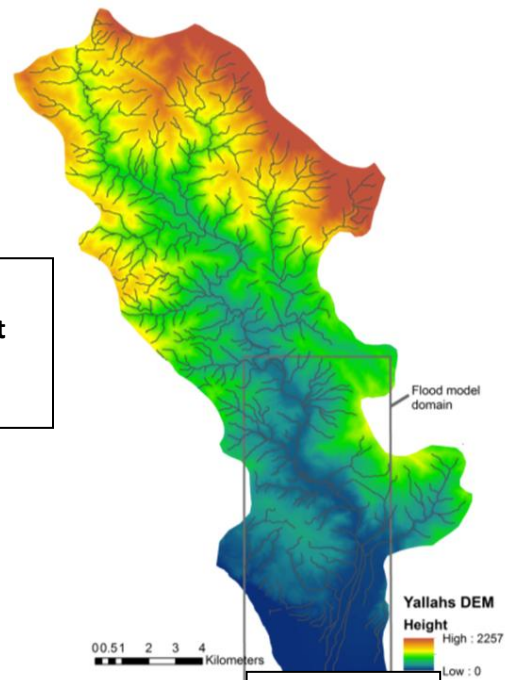 t
Flood model
domain
Yallahs DEM
Height
High : 2257
Low : 0
0 0.5 1 2 3 4
Kilometers